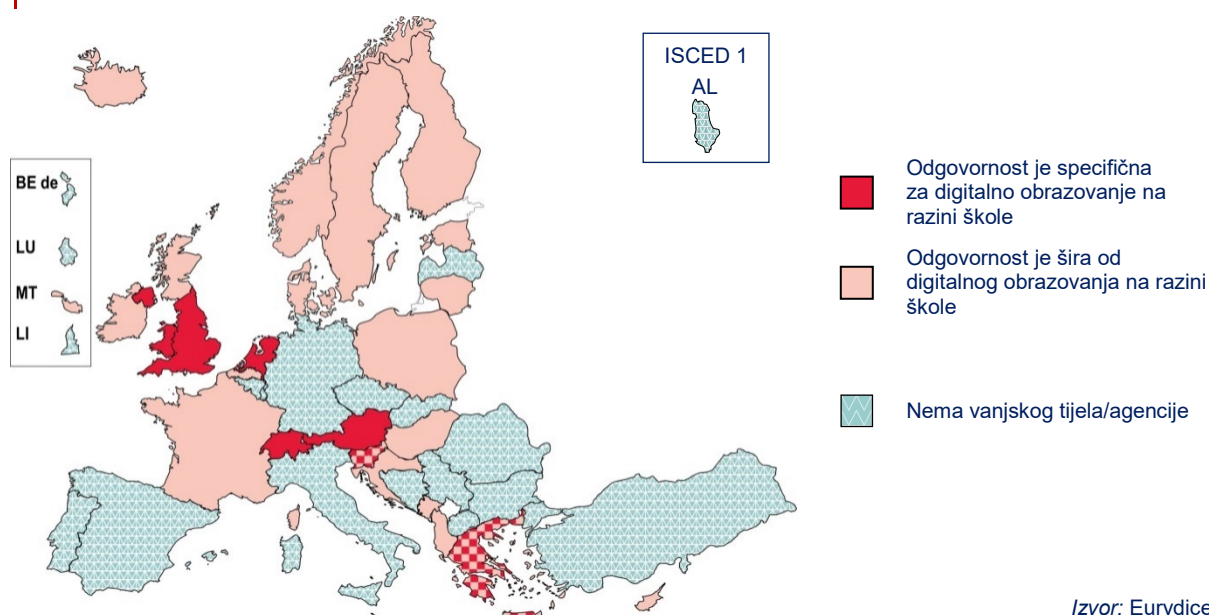 ISCED 1
AL
BE de
LU
MT
LI
Odgovornost je specifična
za digitalno obrazovanje na
razini škole
Odgovornost je šira od
digitalnog obrazovanja na razini
škole
Nema vanjskog tijela/agencije
Izvor: Eurydice